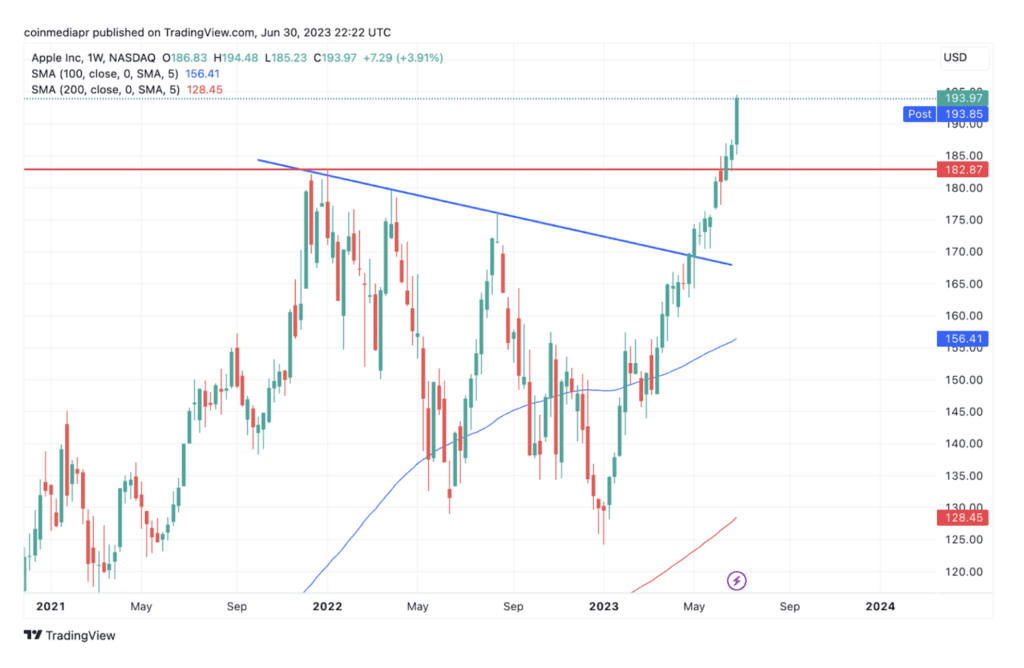 coinmediapr published on TradingView.com, Jun 30, 2023 22:22 UTC
Apple Inc, 1W, NASDAQ O186.83 H194.48 L185.23 C193.97 +7.29 (+3.91%)
USD
SMA (100, close, 0, SMA, 5) 156.41
SMA (200, close, 0, SMA, 5) 128.45
195.00
193.97
Post 193.85
190.00
185.00
182.87
180.00
175.00
170.00
165.00
160.00
156.41
155.00
150.00
145.00
140.00
135.00
130.00
128.45
125.00
120.00
2021 May Sep 2022 May Sep 2023 May Sep 2024
TradingView